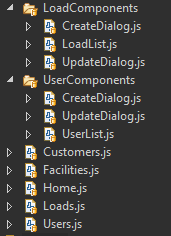 LoadComponents
CreateDialog.js
LoadList.js
UpdateDialog.js
UserComponents
CreateDialog.js
UpdateDialog.js
UserList.js
Customers.js
Facilities.js
Home.js
Loads.js
Users.js